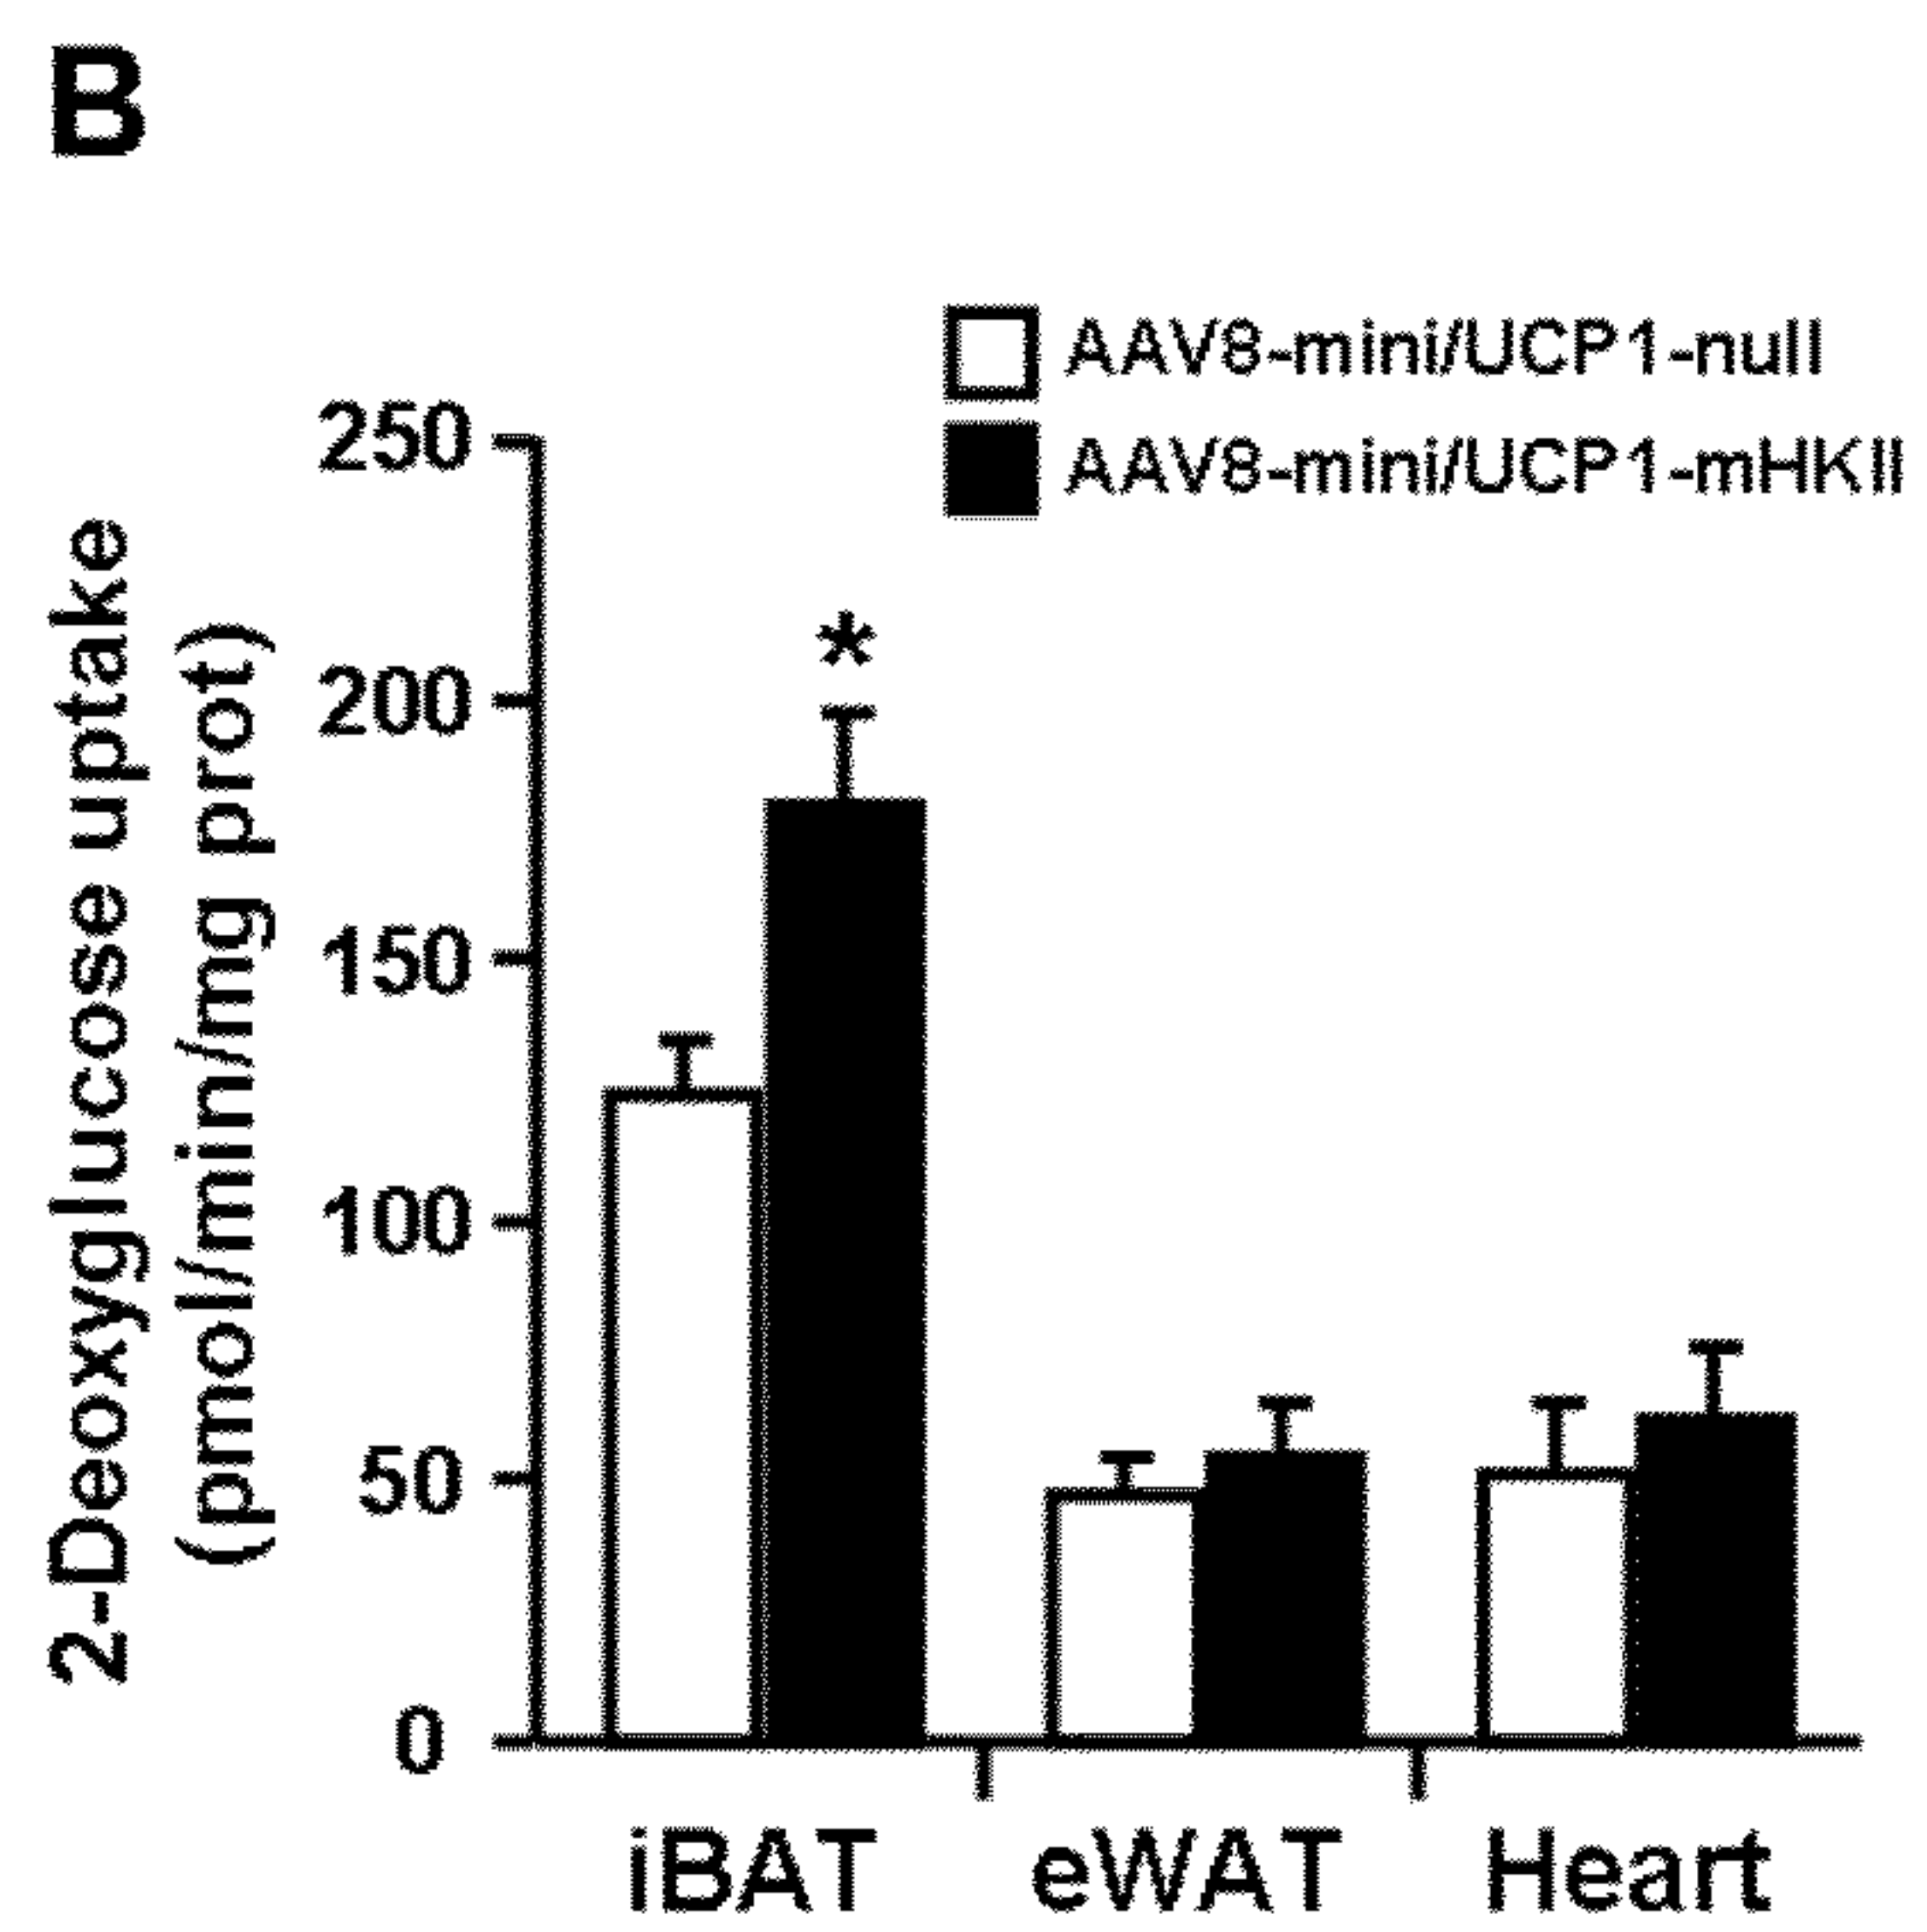 B
AAV8-mini/UCP1-null
AAV8-mini/UCP1-mHKII
2-Deoxyglucose uptake
(pmol/min/mg prot)
250
200
150
100
50
0
*
iBAT
eWAT
Heart